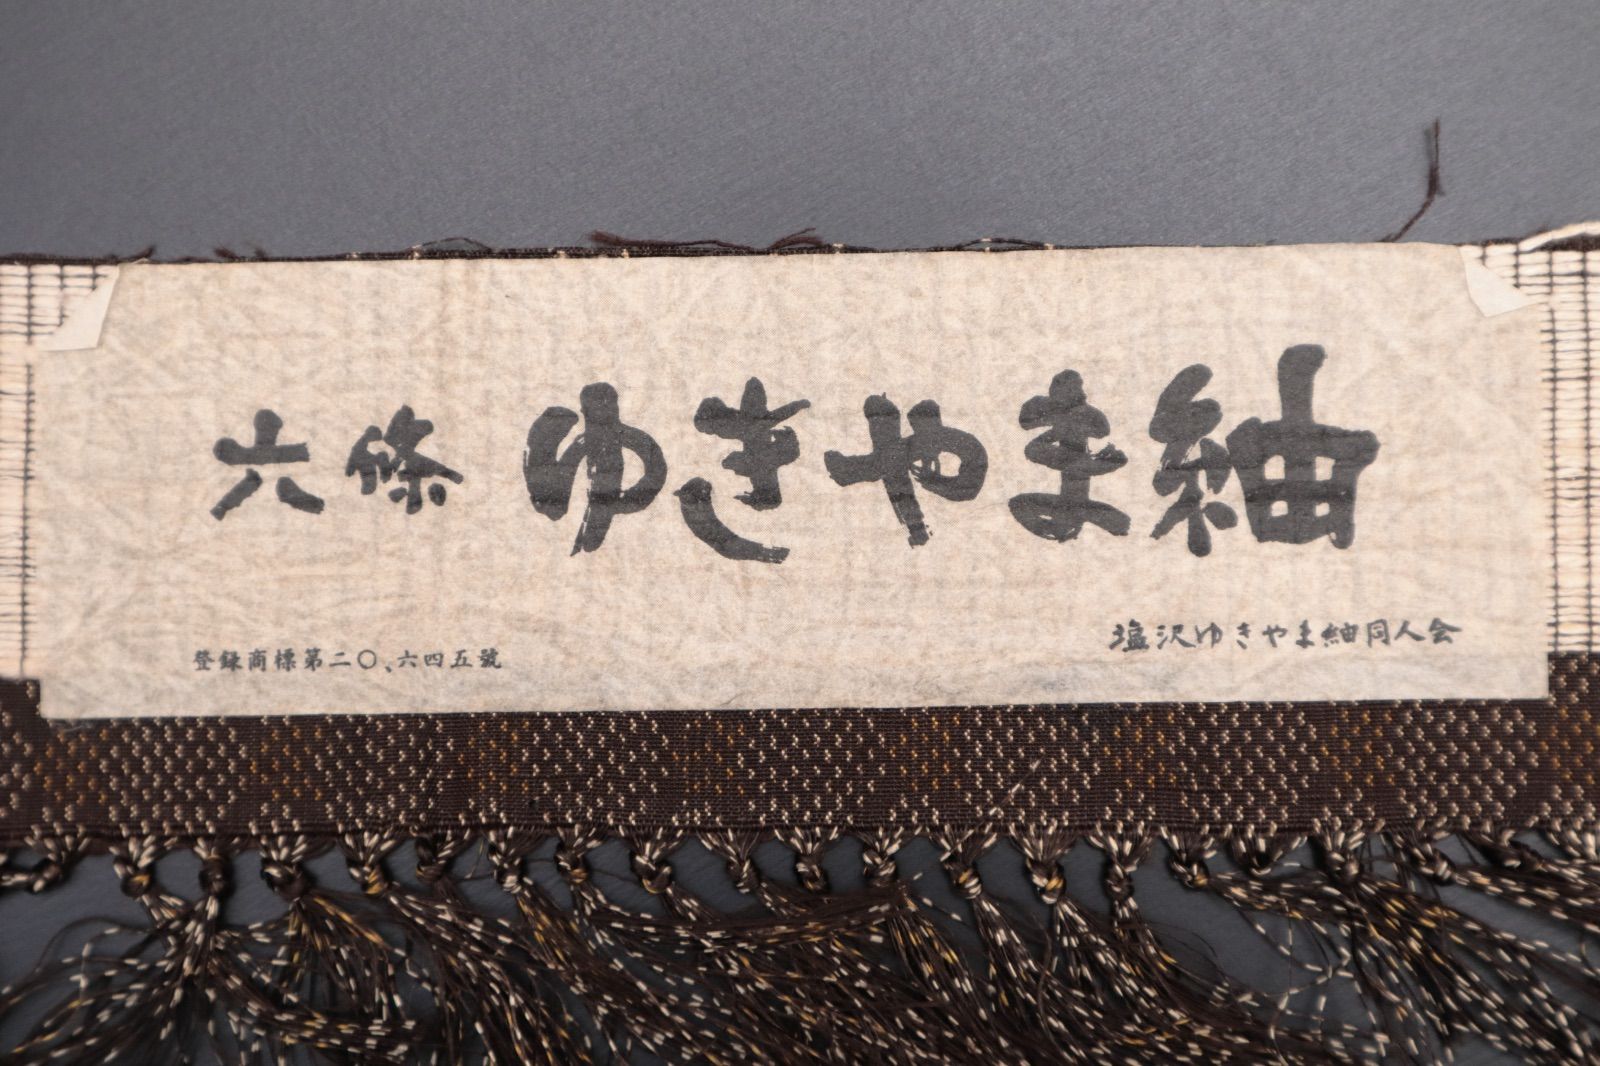 六條 ゆきやま紬
塩沢ゆきやま紬同人会
登録商標第二〇、六四五號